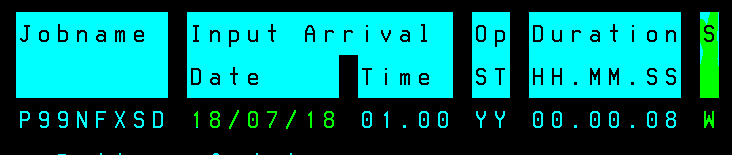 Jobname Input Arrival Op Duration S
Date Time ST HH.MM.SS
P99NFXSD 18/07/18 01.00 YY 00.00.08 W